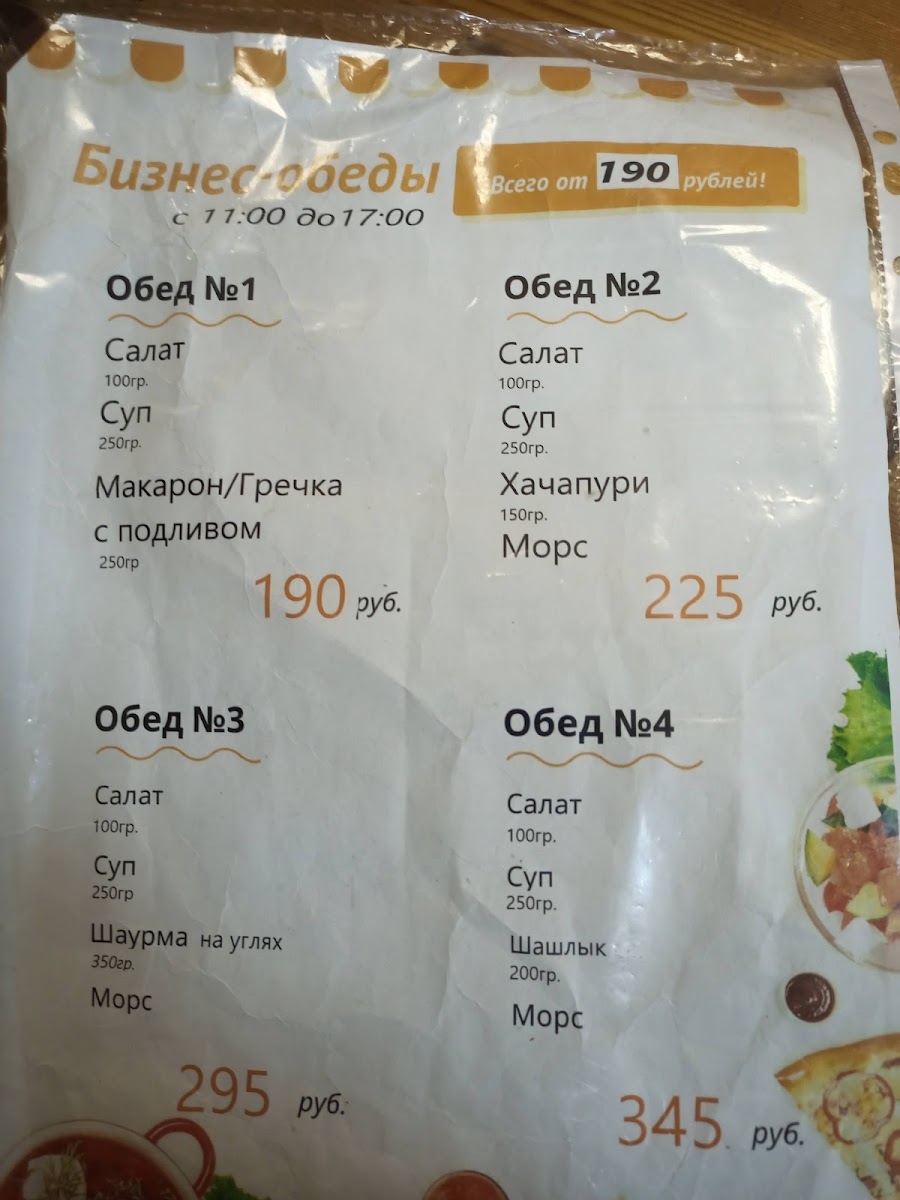 Бизнес-обеды
с 11:00 до 17:00
Всего от 190 рублей!
Обед №1
Салат
100гр.
Суп
250гр.
Макарон/Гречка
с подливом
250гр
190 руб.
Обед №2
Салат
100гр.
Суп
250гр.
Хачапури
150гр.
Морс
225 руб.
Обед №3
Салат
100гр.
Суп
250гр
Шаурма на углях
350гр.
Морс
295 руб.
Обед №4
Салат
100гр.
Суп
250гр.
Шашлык
200гр.
Морс
345 руб.